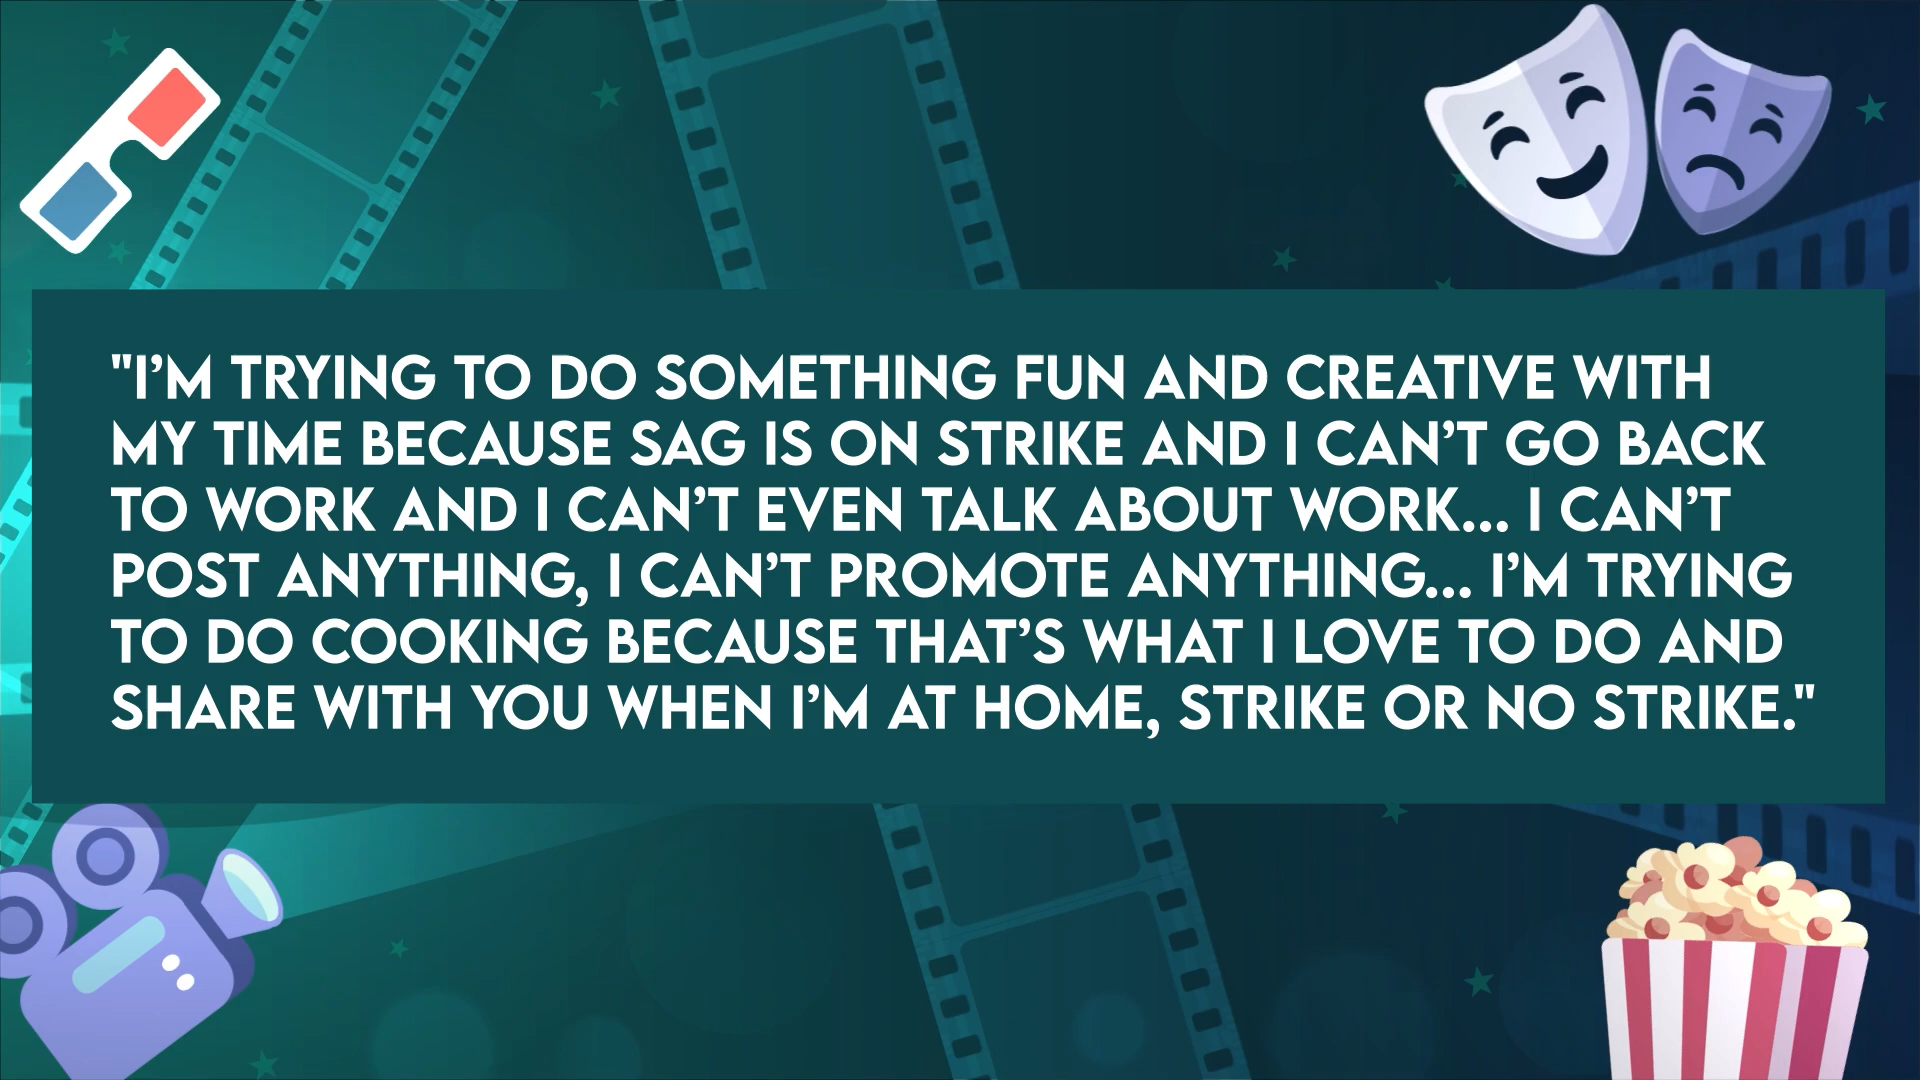 "I’M TRYING TO DO SOMETHING FUN AND CREATIVE WITH
MY TIME BECAUSE SAG IS ON STRIKE AND I CAN’T GO BACK
TO WORK AND I CAN’T EVEN TALK ABOUT WORK... I CAN’T
POST ANYTHING, I CAN’T PROMOTE ANYTHING... I’M TRYING
TO DO COOKING BECAUSE THAT’S WHAT I LOVE TO DO AND
SHARE WITH YOU WHEN I’M AT HOME, STRIKE OR NO STRIKE."